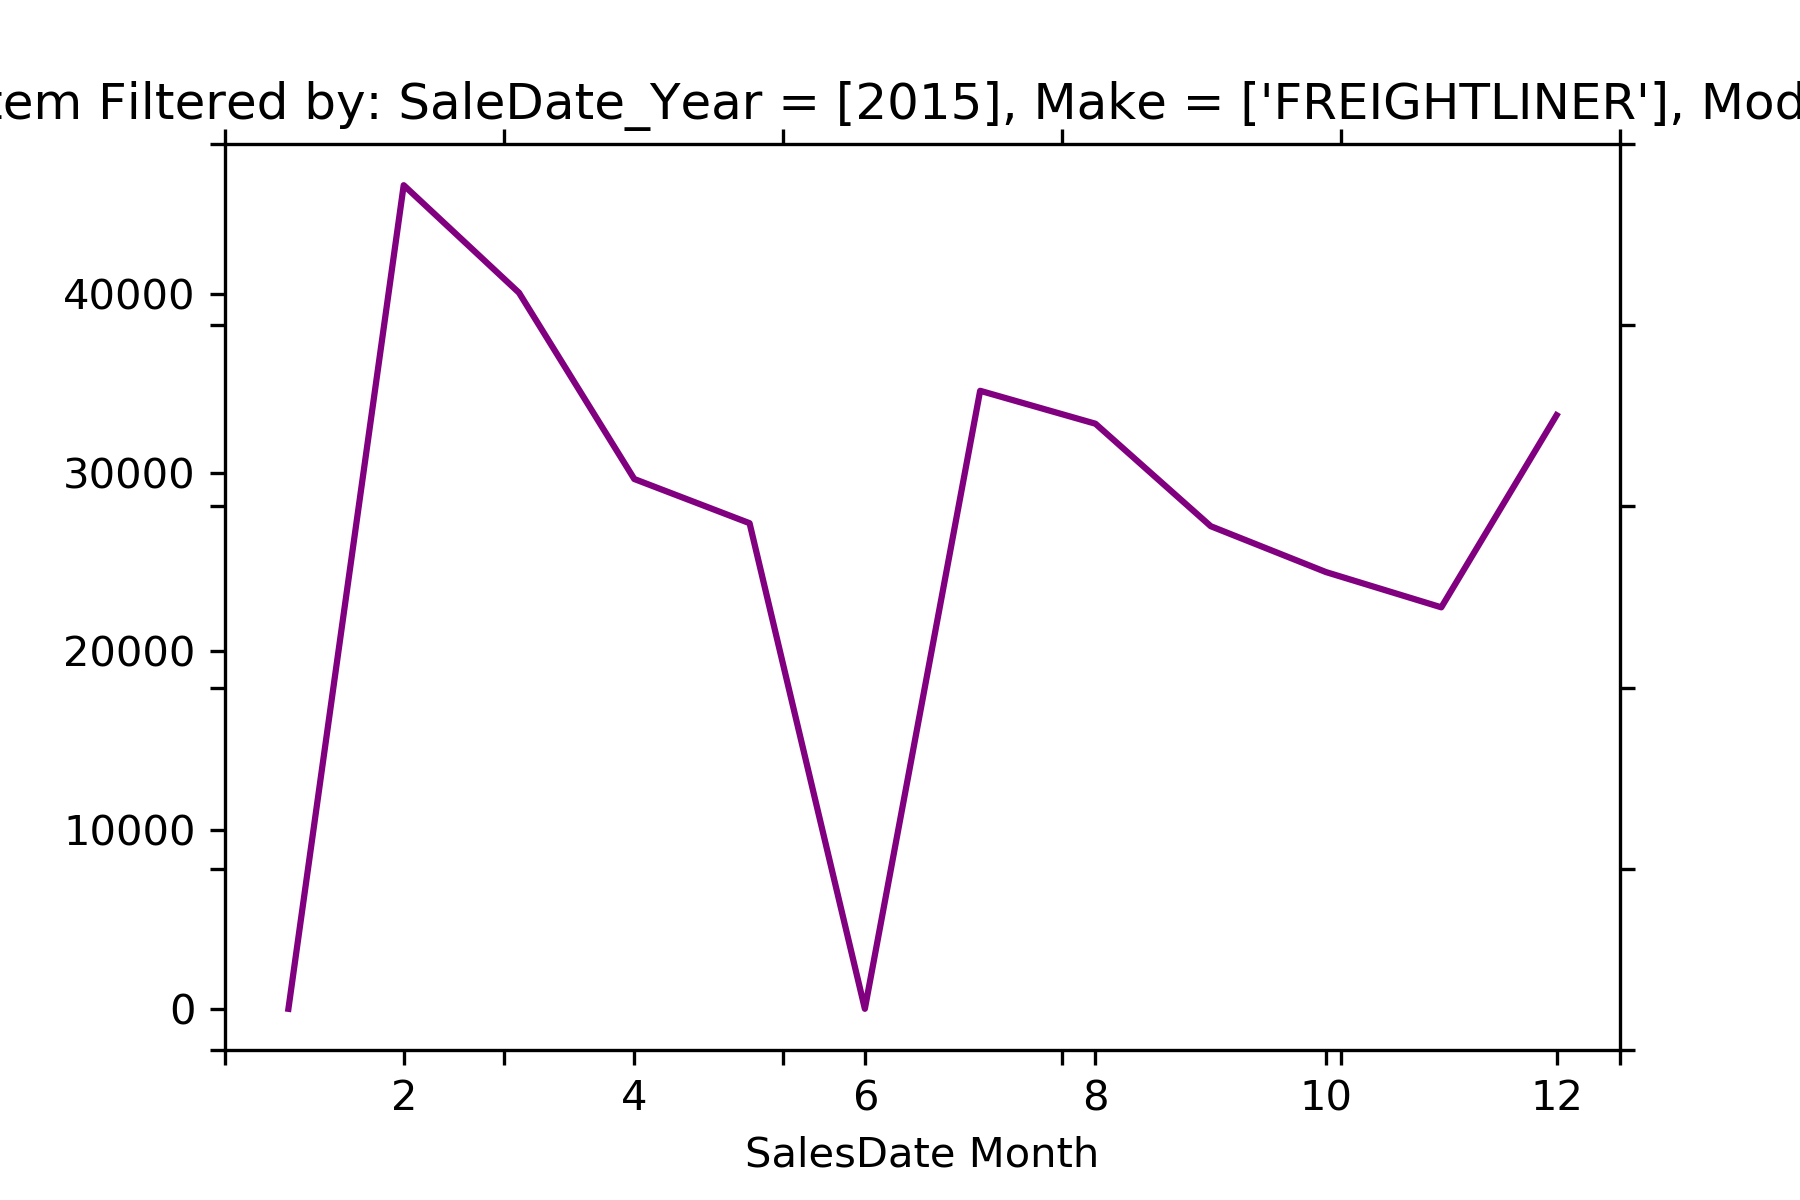 tem Filtered by: SaleDate_Year = [2015], Make = ['FREIGHTLINER'], Mod
40000
30000
20000
10000
0
2 4 6 8 10 12
SalesDate Month